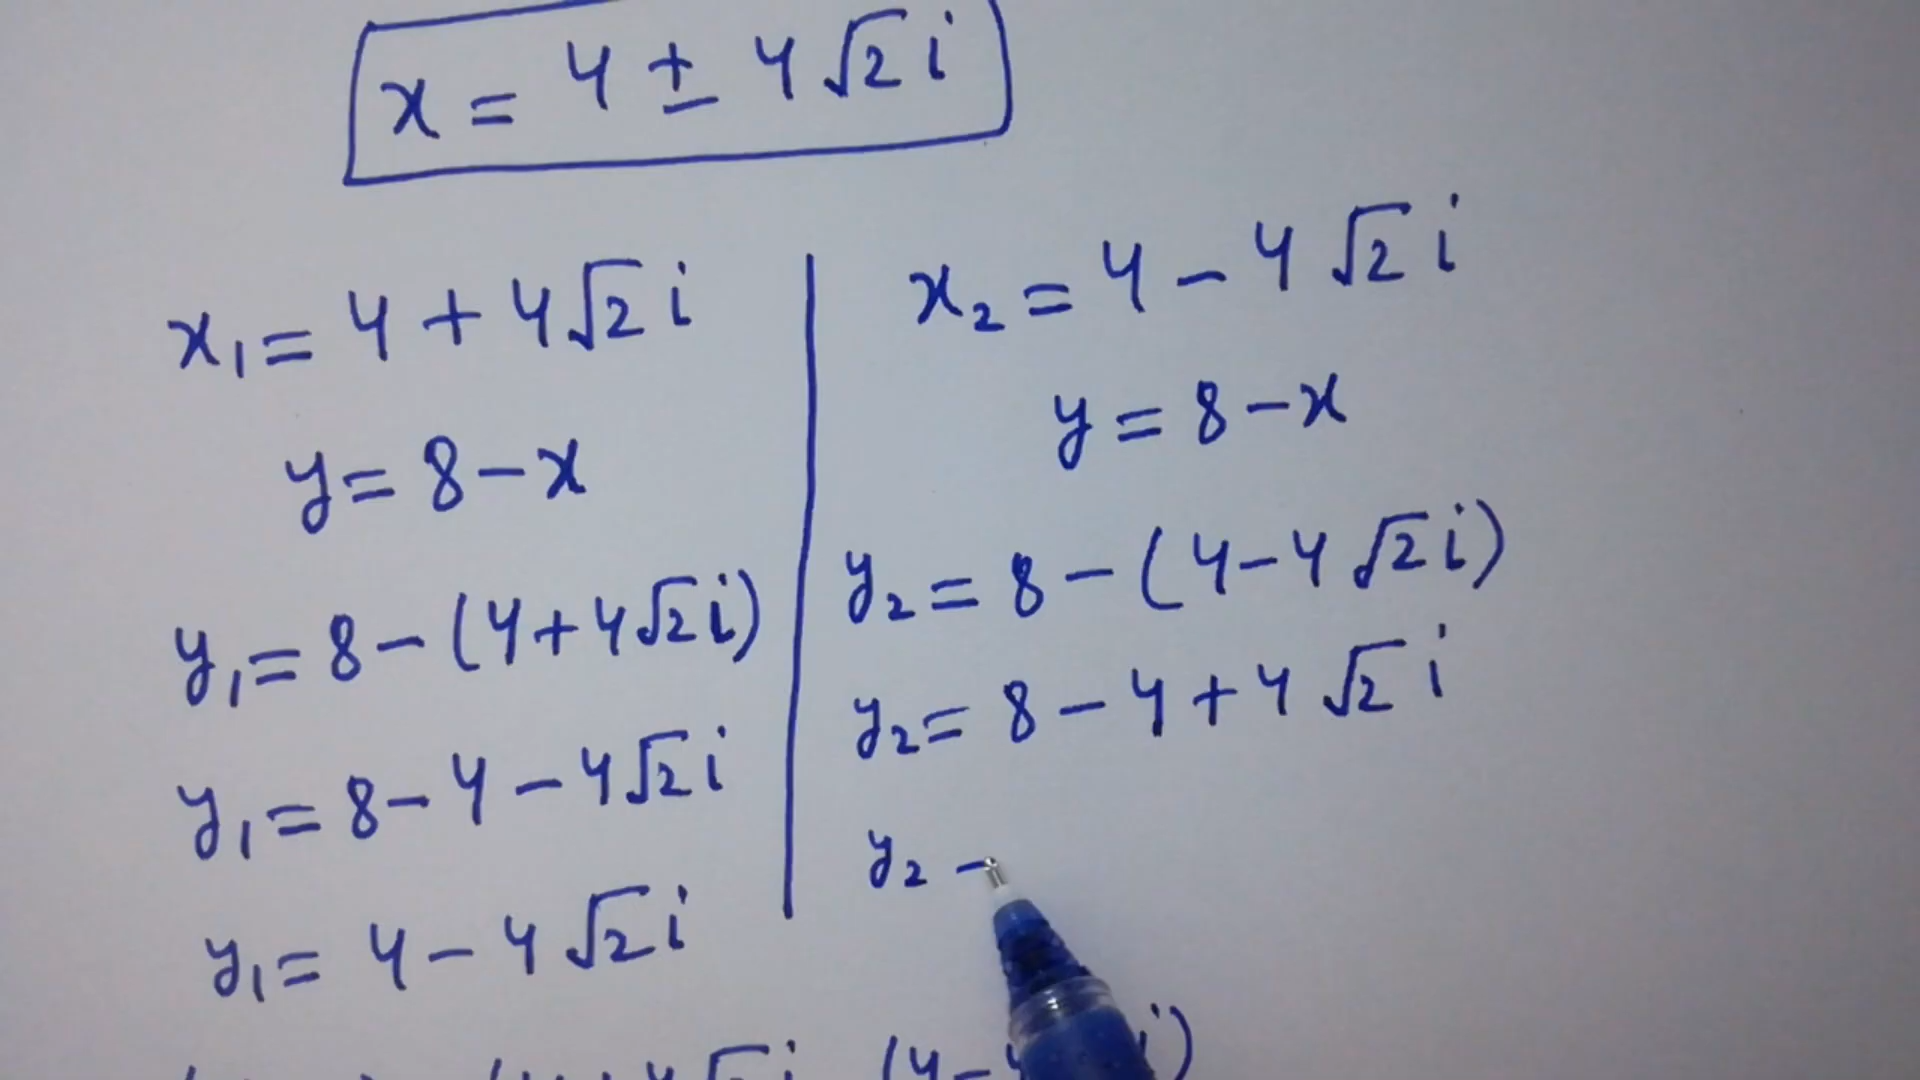 x = 4 ± 4√2 i
x₁ = 4 + 4√2 i
y = 8 - x
y₁ = 8 - (4 + 4√2 i)
y₁ = 8 - 4 - 4√2 i
y₁ = 4 - 4√2 i
x₂ = 4 - 4√2 i
y = 8 - x
y₂ = 8 - (4 - 4√2 i)
y₂ = 8 - 4 + 4√2 i
y₂ -